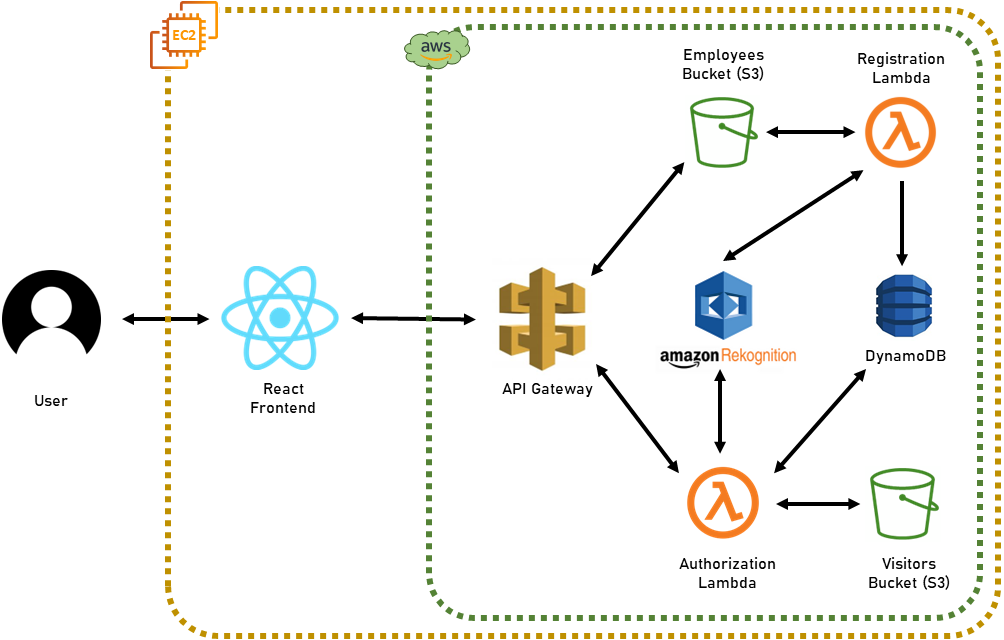 EC2
aws
Employees
Bucket (S3)
Registration
Lambda
User
React
Frontend
API Gateway
amazon Rekognition
DynamoDB
Authorization
Lambda
Visitors
Bucket (S3)